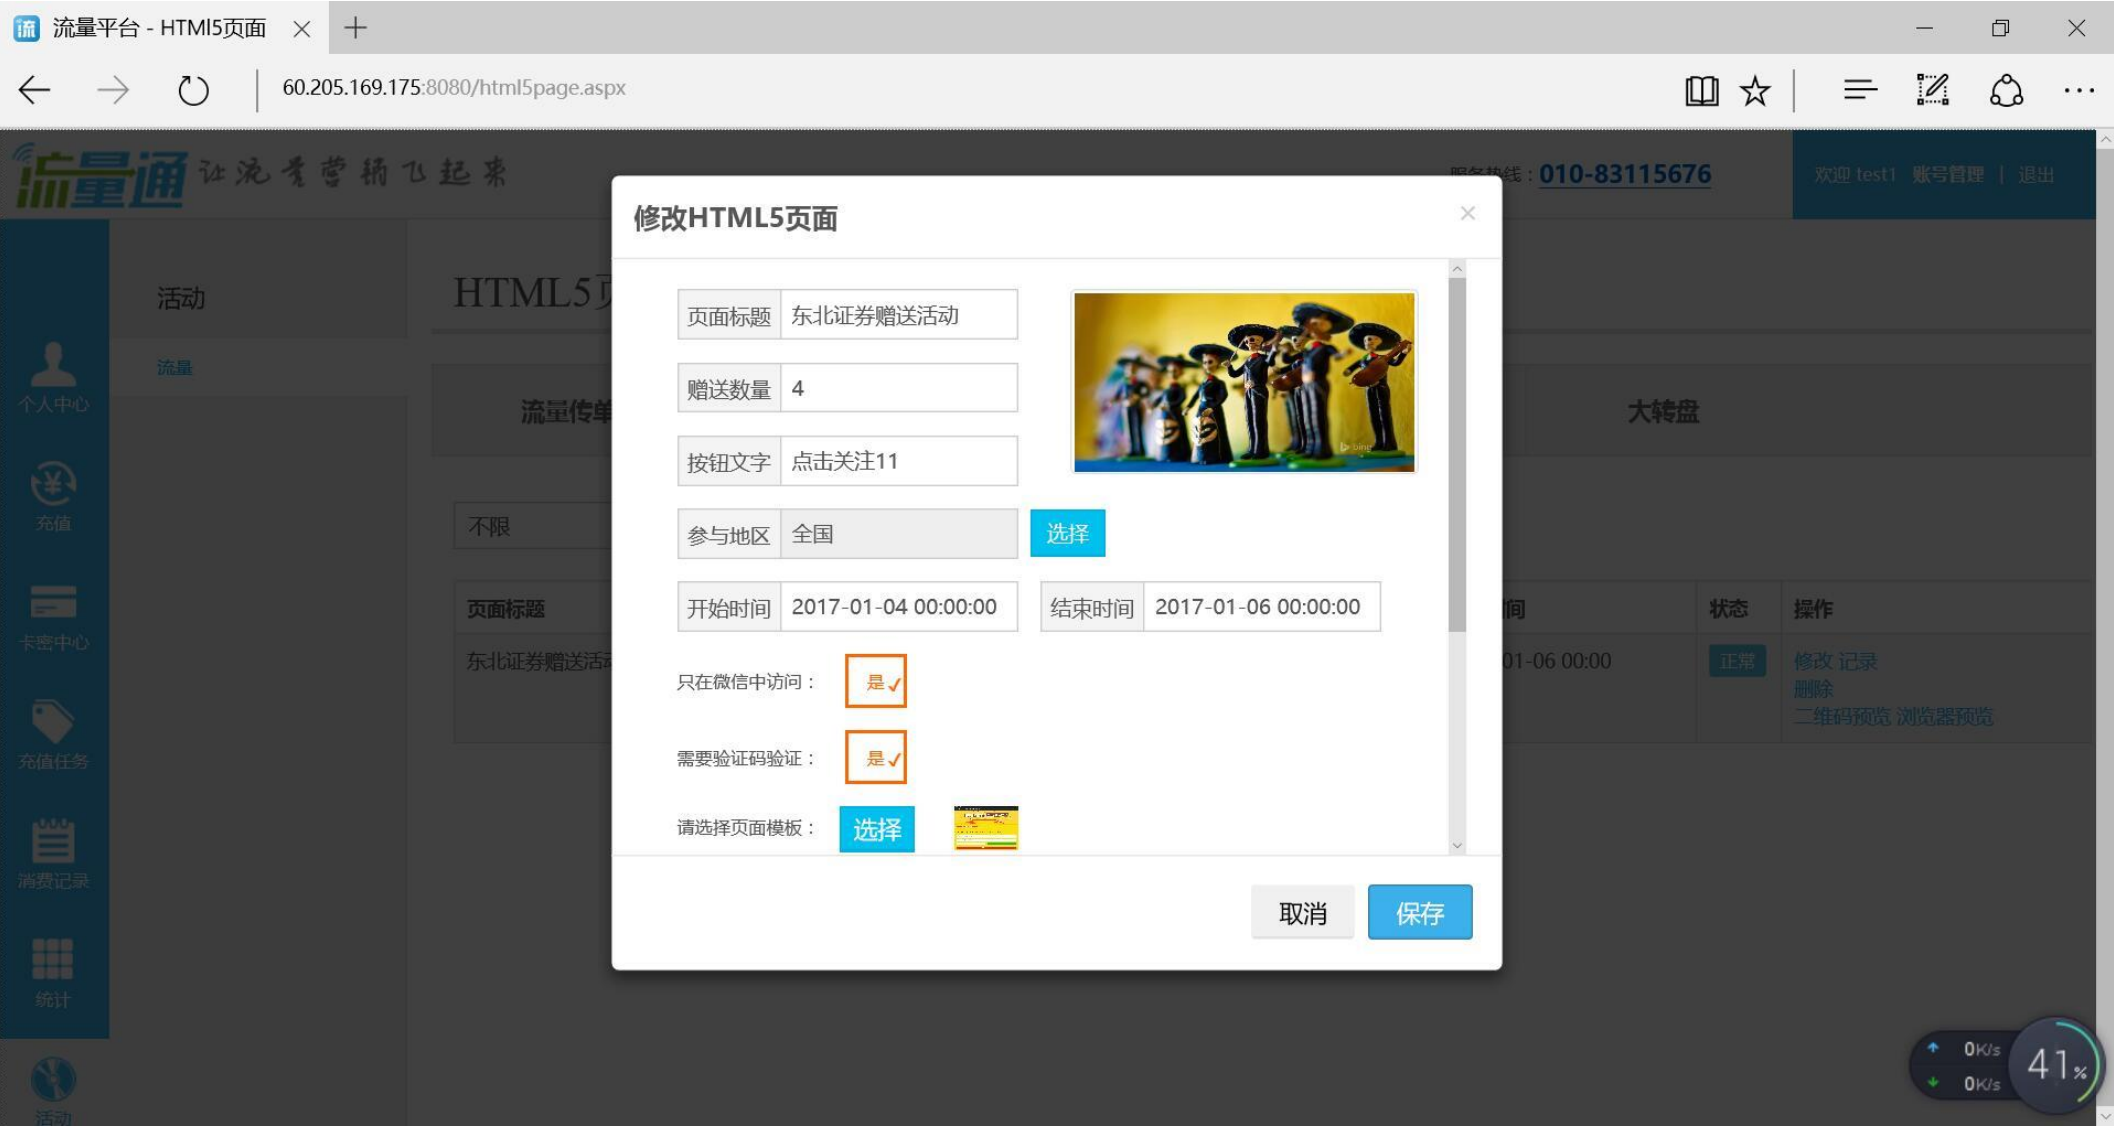 流量平台 - HTMl5页面
60.205.169.175:8080/html5page.aspx
流量通 让流量营销飞起来
服务热线：010-83115676
欢迎 test1 账号管理 | 退出
修改HTML5页面
活动
HTML5页
页面标题 东北证券赠送活动
流量
赠送数量 4
个人中心
流量传单
大转盘
按钮文字 点击关注11
bing
充值
不限
参与地区 全国 选择
页面标题
开始时间 2017-01-04 00:00:00
结束时间 2017-01-06 00:00:00
间
状态
操作
卡密中心
东北证券赠送活动
01-06 00:00
正常
修改 记录
删除
二维码预览 浏览器预览
只在微信中访问： 是
需要验证码验证： 是
充值任务
请选择页面模板： 选择
消费记录
取消
保存
统计
0K/s
0K/s
41%
活动